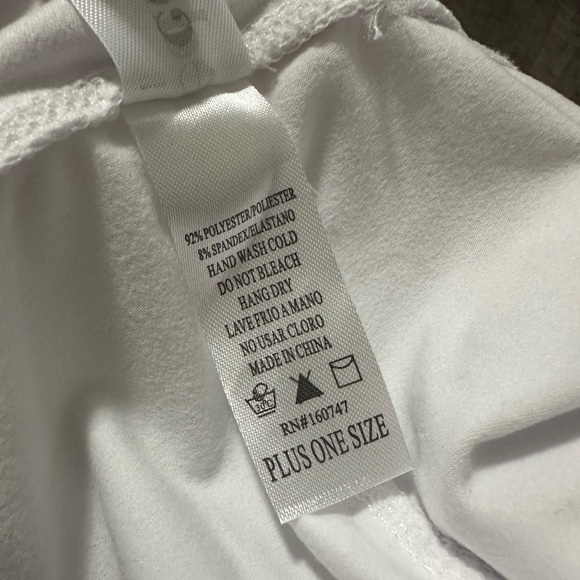 92% POLYESTER/POLIESTER
8% SPANDEX/ELASTANO
HAND WASH COLD
DO NOT BLEACH
HANG DRY
LAVE FRIO A MANO
NO USAR CLORO
MADE IN CHINA
30°C
RN#160747
PLUS ONE SIZE